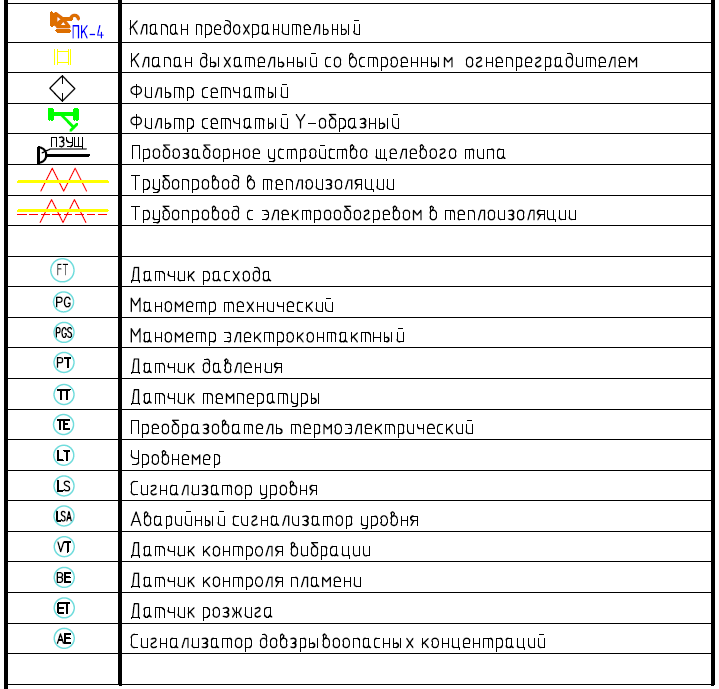 ПК-4 Клапан предохранительный
Клапан дыхательный со встроенным огнепреградителем
Фильтр сетчатый
Фильтр сетчатый Y-образный
ПЗУЩ Пробозаборное устройство щелевого типа
Трубопровод в теплоизоляции
Трубопровод с электрообогревом в теплоизоляции
FT Датчик расхода
PG Манометр технический
PGS Манометр электроконтактный
PT Датчик давления
TT Датчик температуры
TE Преобразователь термоэлектрический
LT Уровнемер
LS Сигнализатор уровня
LSA Аварийный сигнализатор уровня
VT Датчик контроля вибрации
BE Датчик контроля пламени
ET Датчик розжига
AE Сигнализатор довзрывоопасных концентраций